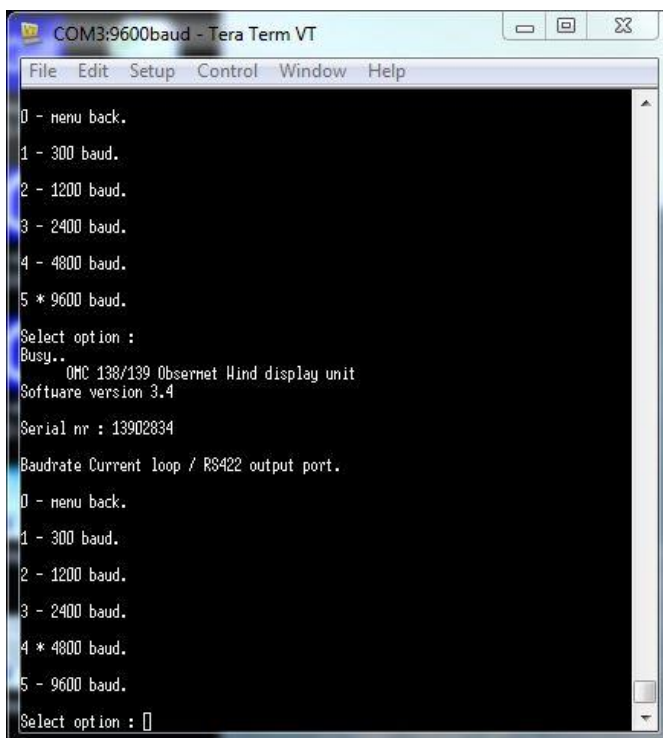 COM3:9600baud - Tera Term VT
File Edit Setup Control Window Help
0 - menu back.
1 - 300 baud.
2 - 1200 baud.
3 - 2400 baud.
4 - 4800 baud.
5 * 9600 baud.
Select option :
Busy..
OMC 138/139 Obsermet Wind display unit
Software version 3.4
Serial nr : 13902834
Baudrate Current loop / RS422 output port.
0 - menu back.
1 - 300 baud.
2 - 1200 baud.
3 - 2400 baud.
4 * 4800 baud.
5 - 9600 baud.
Select option :